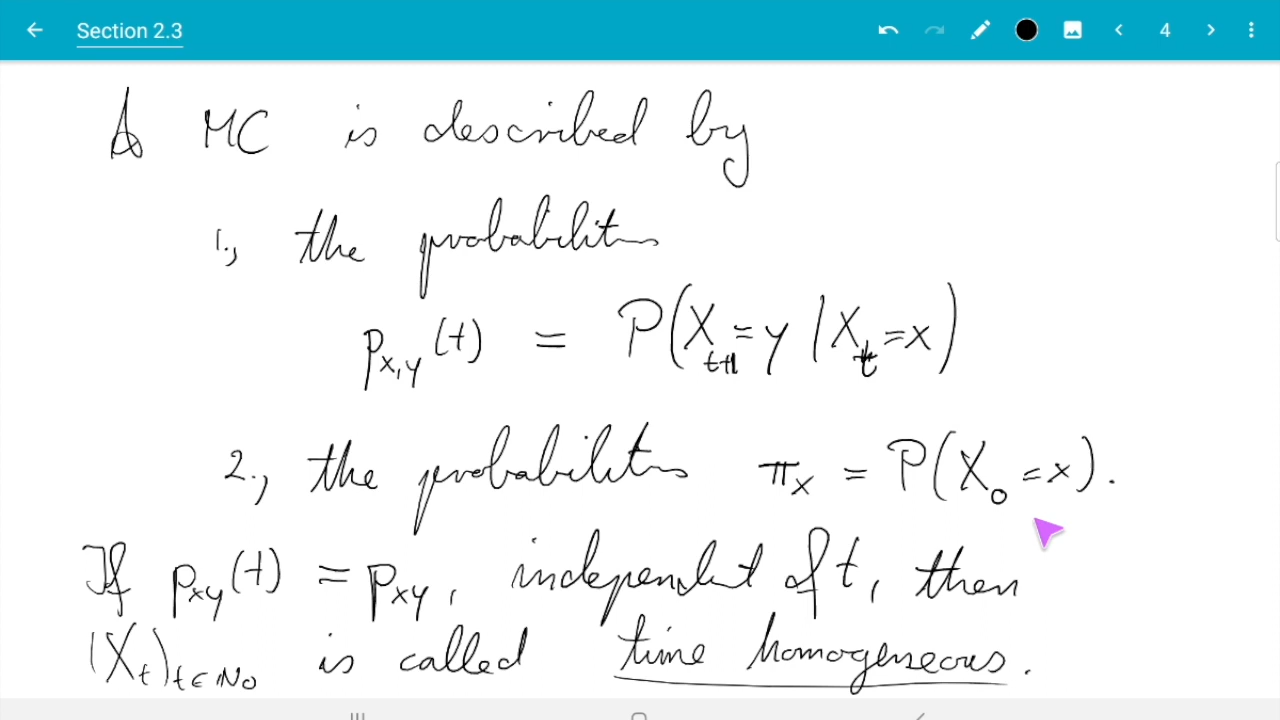 Section 2.3
4
A MC is described by
1., the probabilities
p_{x,y}(t) = P(X_{t+1} = y | X_t = x)
2., the probabilities π_x = P(X_0 = x).
If p_{xy}(t) = p_{xy}, independent of t, then
(X_t)_{t∈ℕ_0} is called time homogeneous.